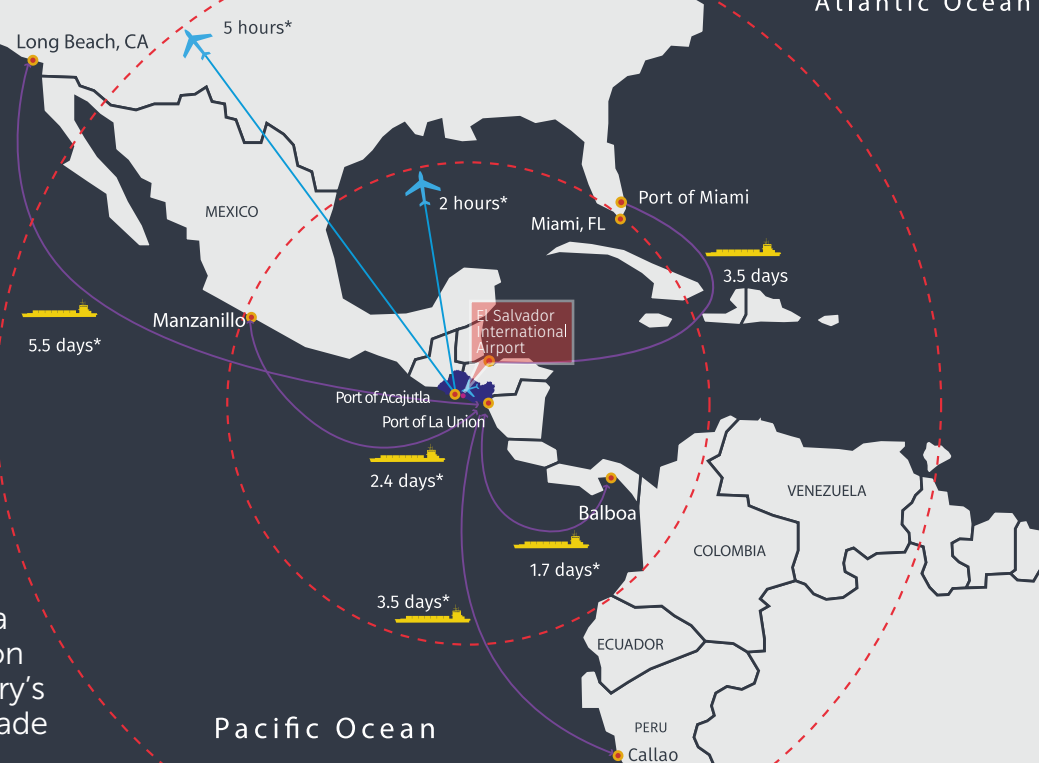 Atlantic Ocean
5 hours*
Long Beach, CA
Port of Miami
2 hours*
MEXICO
Miami, FL
3.5 days
El Salvador
International
Airport
Manzanillo
5.5 days*
Port of Acajutla
Port of La Union
2.4 days*
VENEZUELA
Balboa
COLOMBIA
1.7 days*
3.5 days*
a
on
ry's
ade
ECUADOR
Pacific Ocean
PERU
Callao